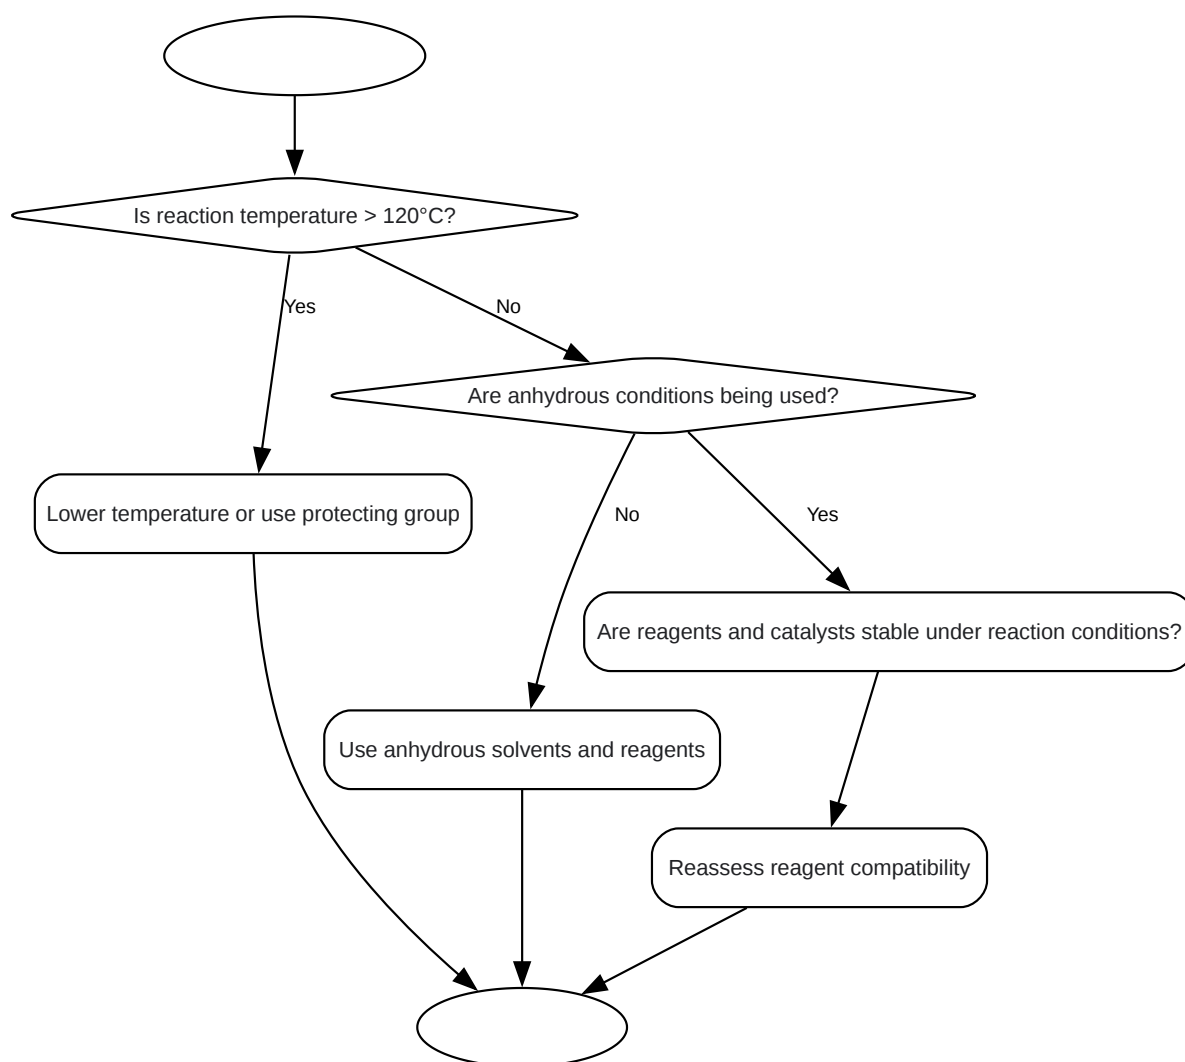 Is reaction temperature > 120°C?
Yes
No
Are anhydrous conditions being used?
Lower temperature or use protecting group
No
Yes
Are reagents and catalysts stable under reaction conditions?
Use anhydrous solvents and reagents
Reassess reagent compatibility